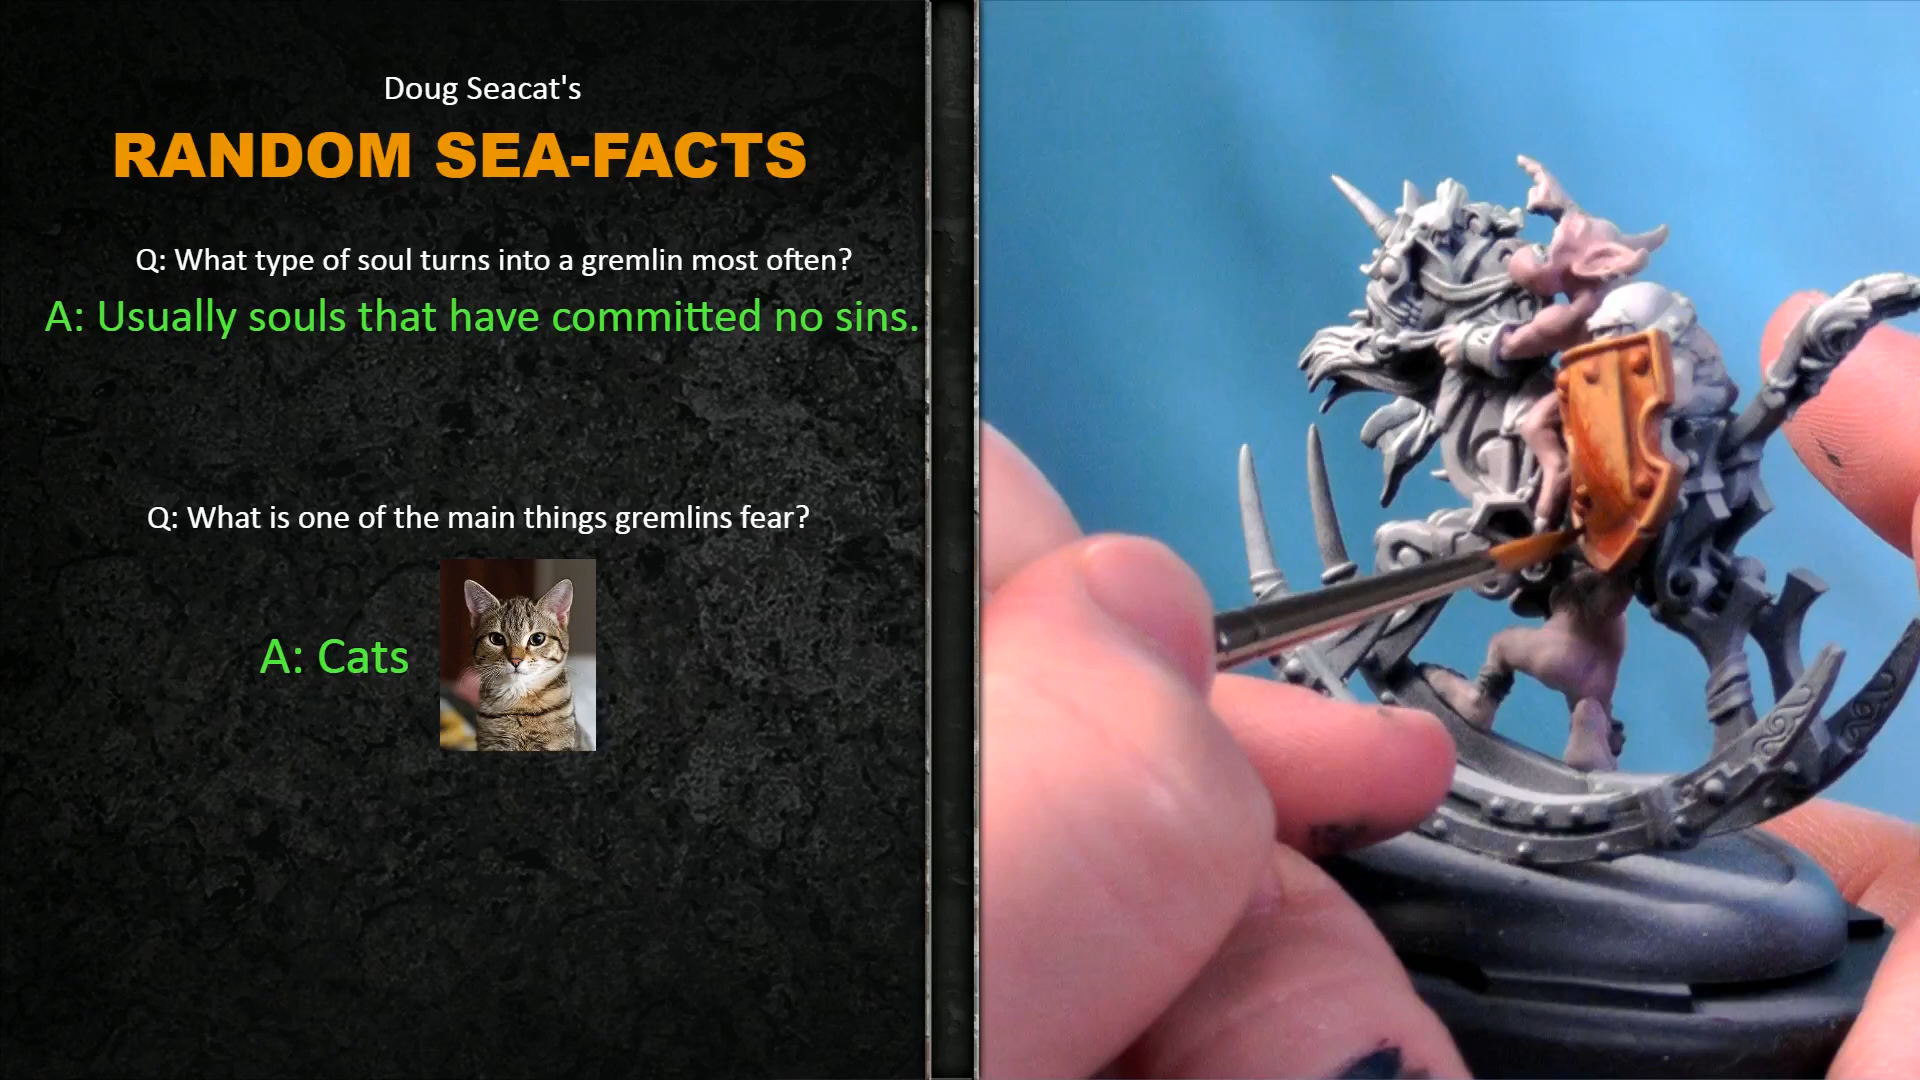 Doug Seacat's
RANDOM SEA-FACTS
Q: What type of soul turns into a gremlin most often?
A: Usually souls that have committed no sins.
Q: What is one of the main things gremlins fear?
A: Cats